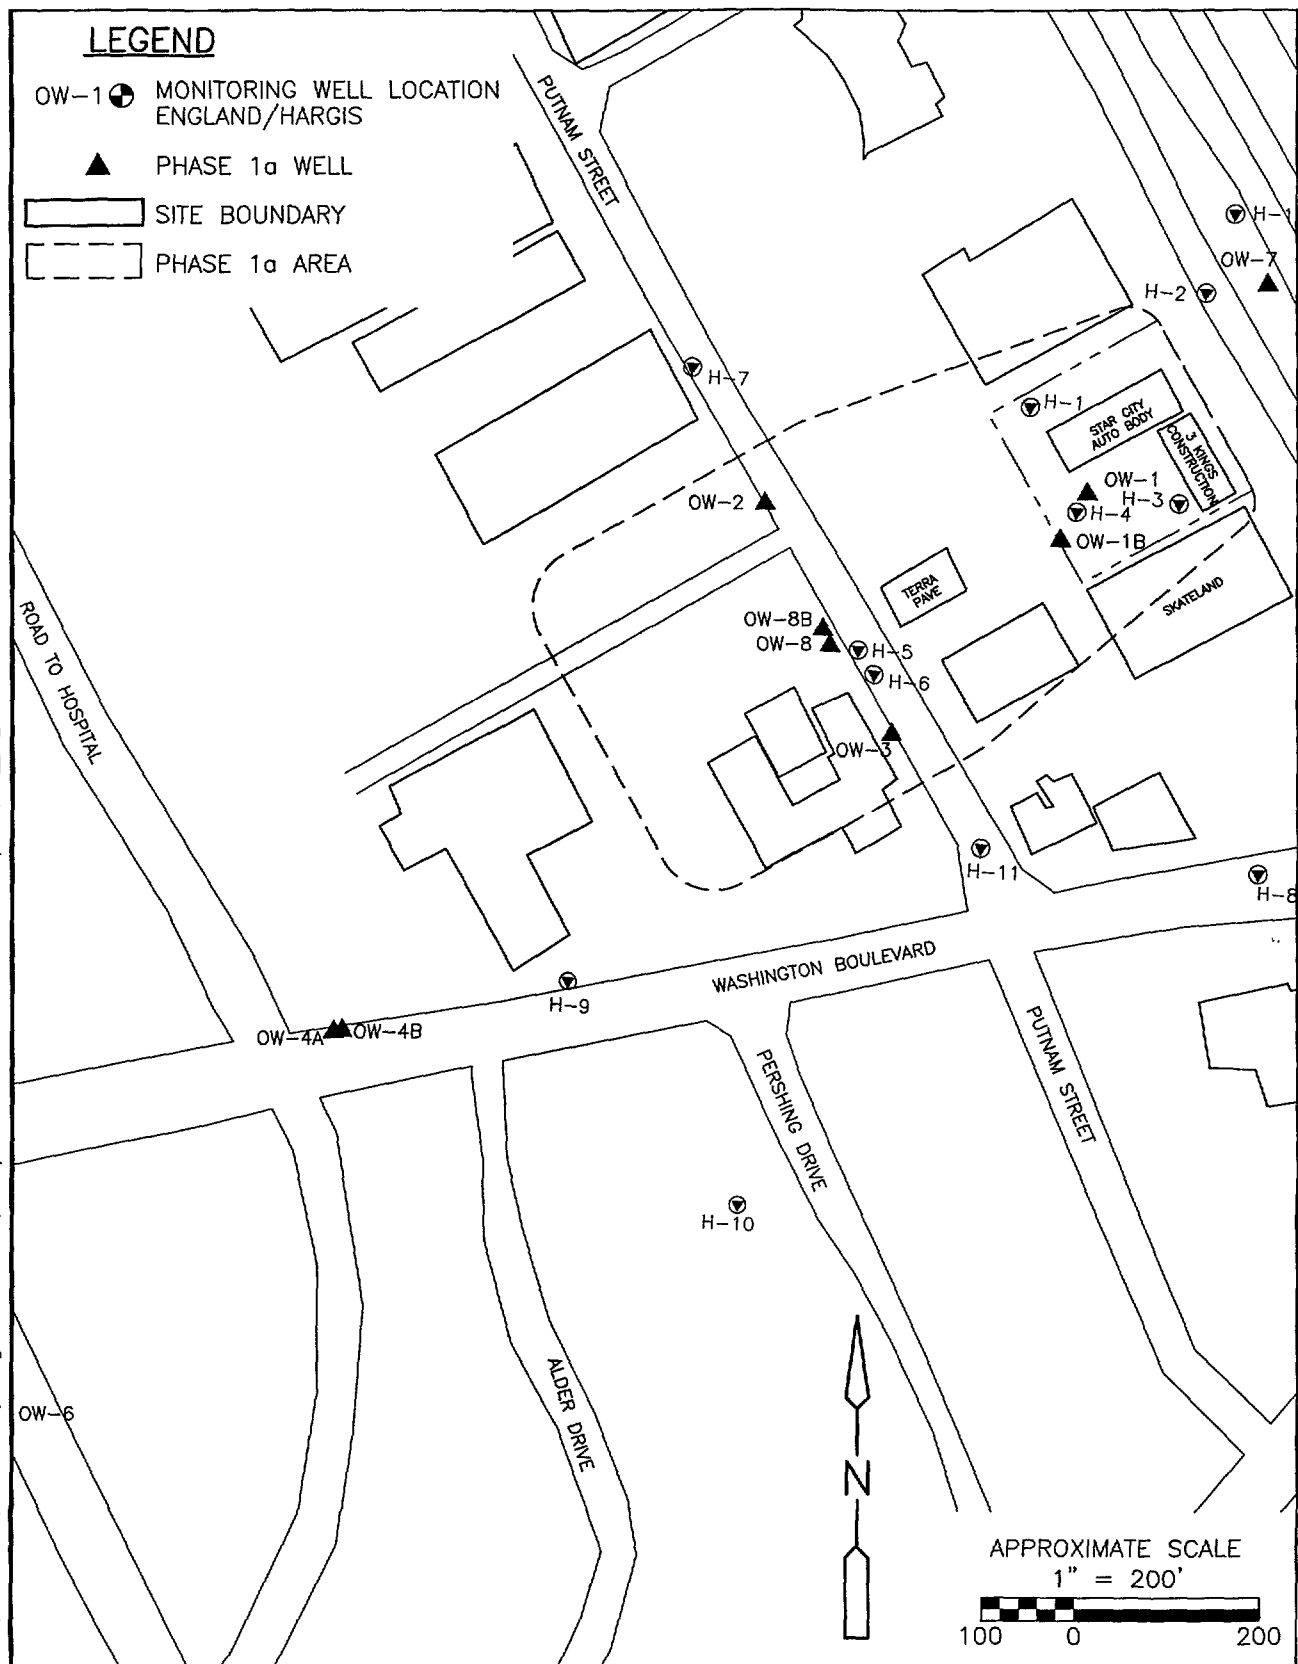 LEGEND
OW-1 MONITORING WELL LOCATION
ENGLAND/HARGIS
PHASE 1a WELL
SITE BOUNDARY
PHASE 1a AREA
PUTNAM STREET
H-1
OW-7
H-2
H-7
H-1
STAR CITY
AUTO BODY
3 KINGS
CONSTRUCTION
OW-1
H-3
OW-2
H-4
OW-1B
TERRA
PAVE
SKATELAND
ROAD TO HOSPITAL
OW-8B
OW-8
H-5
H-6
OW-3
H-11
H-8
WASHINGTON BOULEVARD
H-9
OW-4A
OW-4B
PUTNAM STREET
PERSHING DRIVE
H-10
ALDER DRIVE
OW-6
N
APPROXIMATE SCALE
1" = 200'
100 0 200